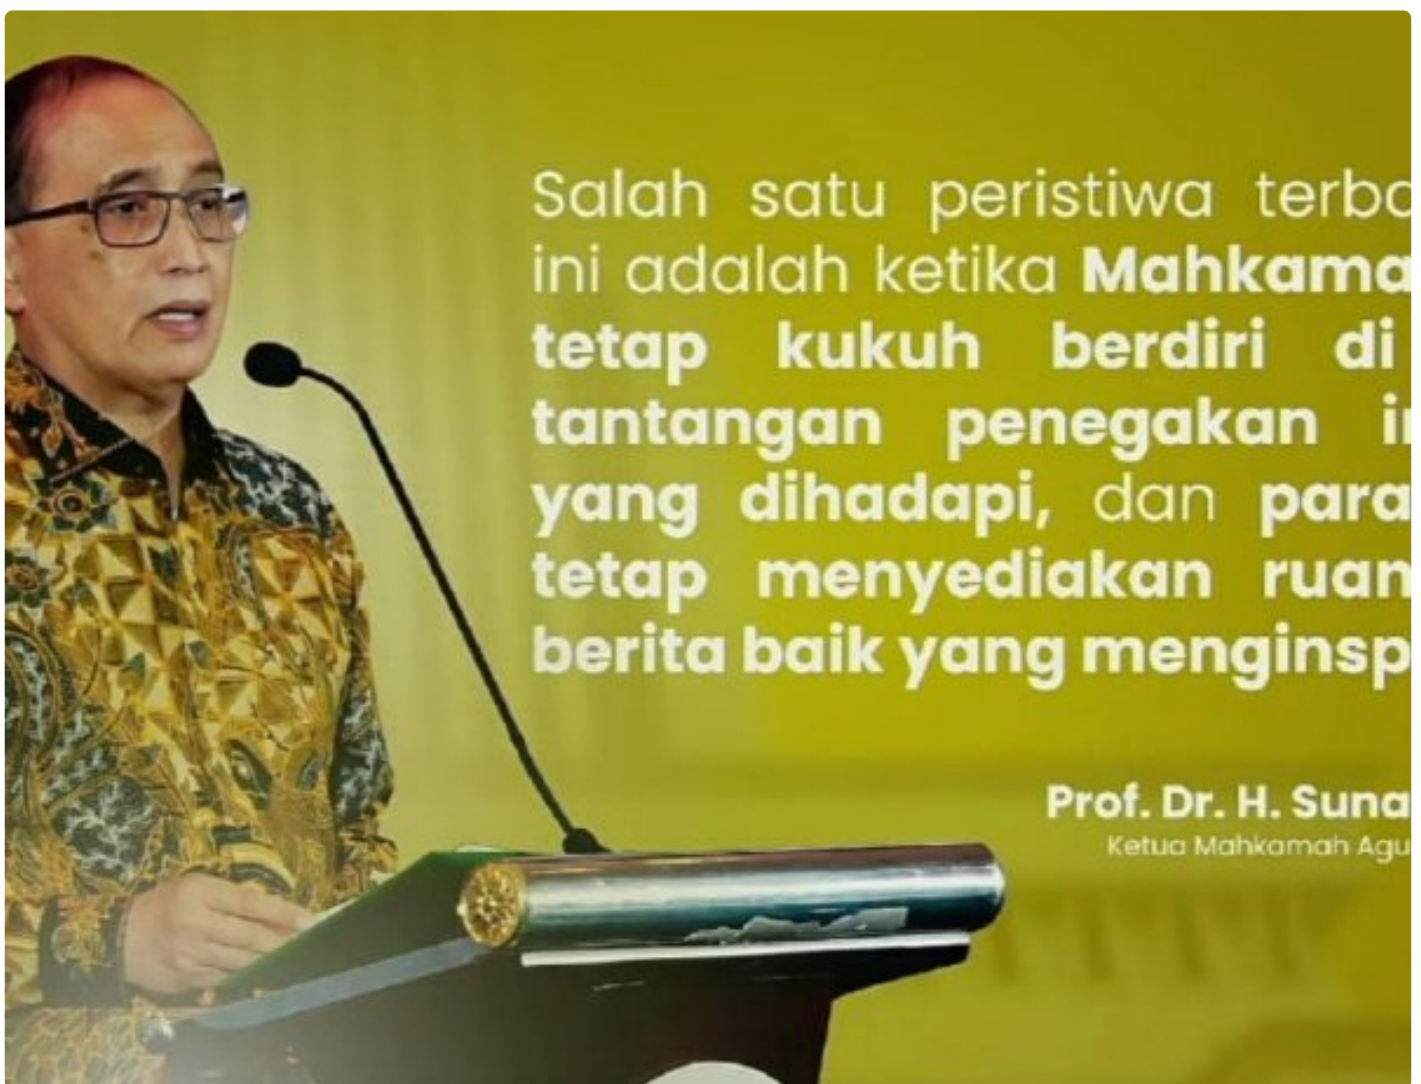 Salah satu peristiwa terba
ini adalah ketika Mahkama
tetap kukuh berdiri di
tantangan penegakan in
yang dihadapi, dan para
tetap menyediakan ruan
berita baik yang menginsp
Prof. Dr. H. Suna
Ketua Mahkamah Agu